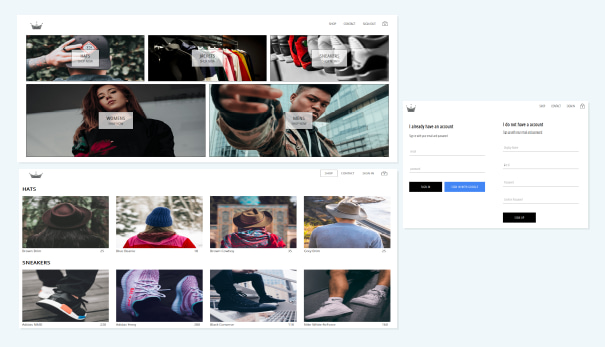 SHOP CONTACT SIGN OUT
HATS
SHOP NOW
JACKETS
SHOP NOW
SNEAKERS
SHOP NOW
WOMENS
SHOP NOW
MENS
SHOP NOW
SHOP CONTACT SIGN IN
HATS
Brown Brim 25
Blue Beanie
Brown Cowboy 35
Grey Brim 25
SNEAKERS
Adidas NMD 220
Adidas Yeezy 280
Black Converse 110
Nike White AirForce 160
SHOP CONTACT SIGN IN
I already have an account
Sign in with your email and password
SIGN IN
SIGN IN WITH GOOGLE
I do not have a account
Sign up with your email and password
Display Name
Email
Password
Confirm Password
SIGN UP